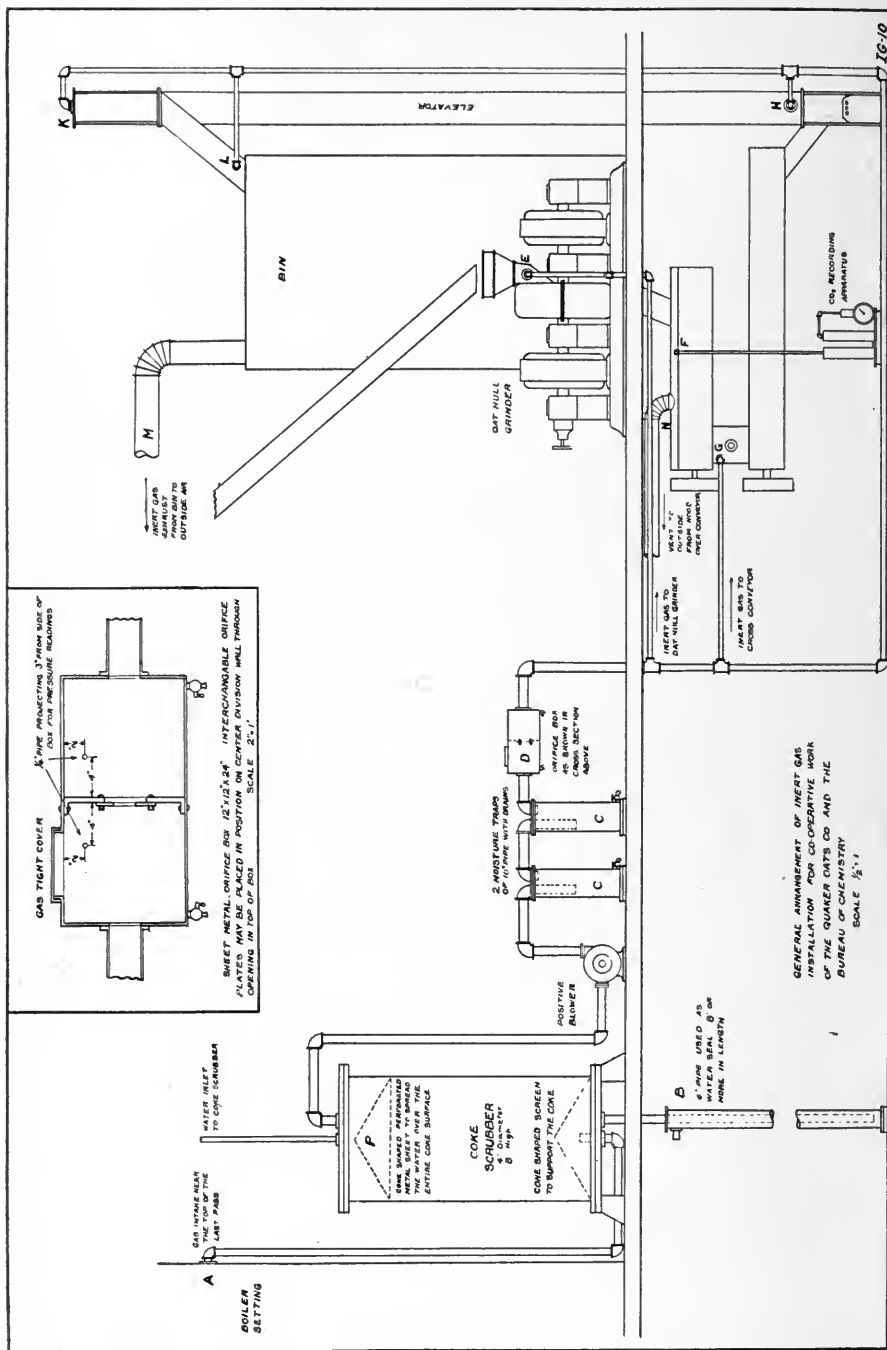 GAS TIGHT COVER
⅛" PIPE PROJECTING 3" FROM SIDE OF
BOX FOR PRESSURE READINGS
2"
4"
4"
2"
SHEET METAL ORIFICE BOX 12"x12"x24" INTERCHANGABLE ORIFICE
PLATES MAY BE PLACED IN POSITION ON CENTER DIVISION WALL THROUGH
OPENING IN TOP OF BOX SCALE 2"=1'
BOILER
SETTING
A
GAS INTAKE NEAR
THE TOP OF THE
LAST PASS
WATER INLET
TO COKE SCRUBBER
P
CONE SHAPED PERFORATED
METAL SHEET TO SPREAD
THE WATER OVER THE
ENTIRE COKE SURFACE
COKE
SCRUBBER
4' Diameter
8' High
CONE SHAPED SCREEN
TO SUPPORT THE COKE
B
6" PIPE USED AS
WATER SEAL 8' OR
MORE IN LENGTH
POSITIVE
BLOWER
2 MOISTURE TRAPS
OF 10" PIPE WITH DRAINS
C
C
D
ORIFICE BOX
AS SHOWN IN
CROSS SECTION
ABOVE
INERT GAS
EXHAUST
FROM BIN TO
OUTSIDE AIR
M
BIN
K
L
ELEVATOR
H
E
OAT HULL
GRINDER
INERT GAS TO
OAT HULL GRINDER
VENT TO
OUTSIDE
FROM HOOD
OVER CONVEYOR
N
F
G
INERT GAS TO
CROSS CONVEYOR
CO₂ RECORDING
APPARATUS
GENERAL ARRANGEMENT OF INERT GAS
INSTALLATION FOR CO-OPERATIVE WORK
OF THE QUAKER OATS CO AND THE
BUREAU OF CHEMISTRY
SCALE ½"=1
IG-10